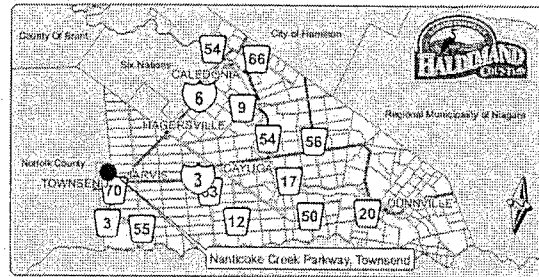 County Of Brant
City of Hamilton
54
66
Six Nations
CALEDONIA
HALDIMAND
County
6
9
Regional Municipality of Niagara
HAGERSVILLE
54
56
Norfolk County
JARVIS
CAYUGA
TOWNSEND
3
70
17
DUNNVILLE
20
3
55
12
50
Nanticoke Creek Parkway, Townsend